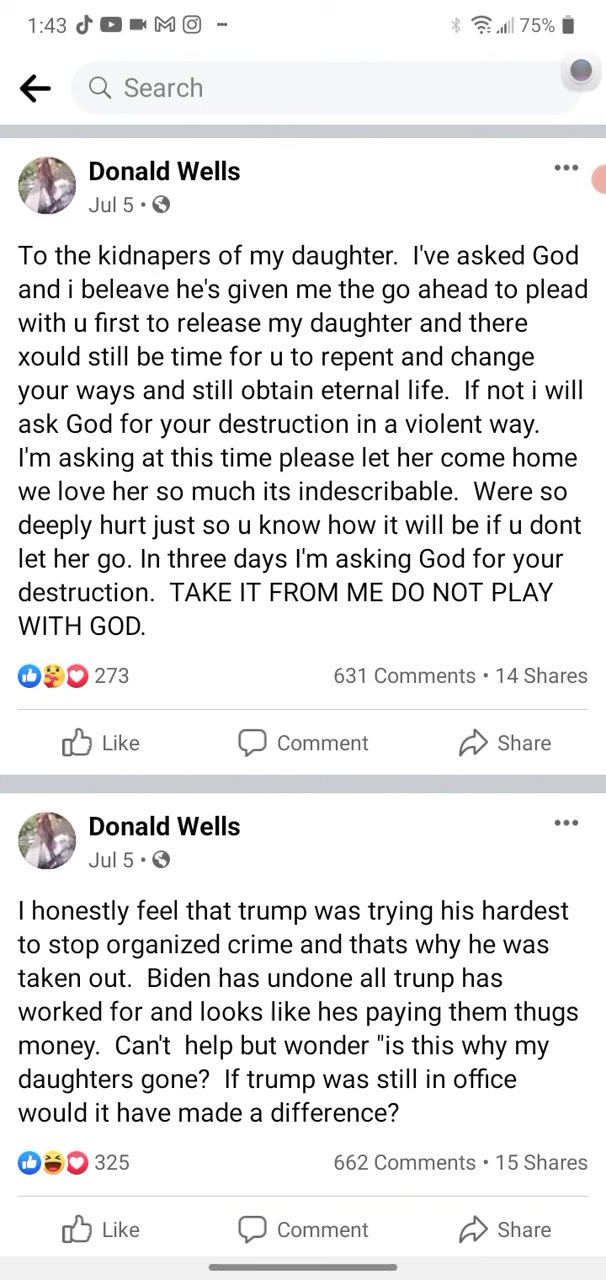 1:43 75%
Search
Donald Wells
Jul 5 •
To the kidnapers of my daughter. I've asked God
and i beleave he's given me the go ahead to plead
with u first to release my daughter and there
xould still be time for u to repent and change
your ways and still obtain eternal life. If not i will
ask God for your destruction in a violent way.
I'm asking at this time please let her come home
we love her so much its indescribable. Were so
deeply hurt just so u know how it will be if u dont
let her go. In three days I'm asking God for your
destruction. TAKE IT FROM ME DO NOT PLAY
WITH GOD.
273 631 Comments • 14 Shares
Like Comment Share
Donald Wells
Jul 5 •
I honestly feel that trump was trying his hardest
to stop organized crime and thats why he was
taken out. Biden has undone all trunp has
worked for and looks like hes paying them thugs
money. Can't help but wonder "is this why my
daughters gone? If trump was still in office
would it have made a difference?
325 662 Comments • 15 Shares
Like Comment Share